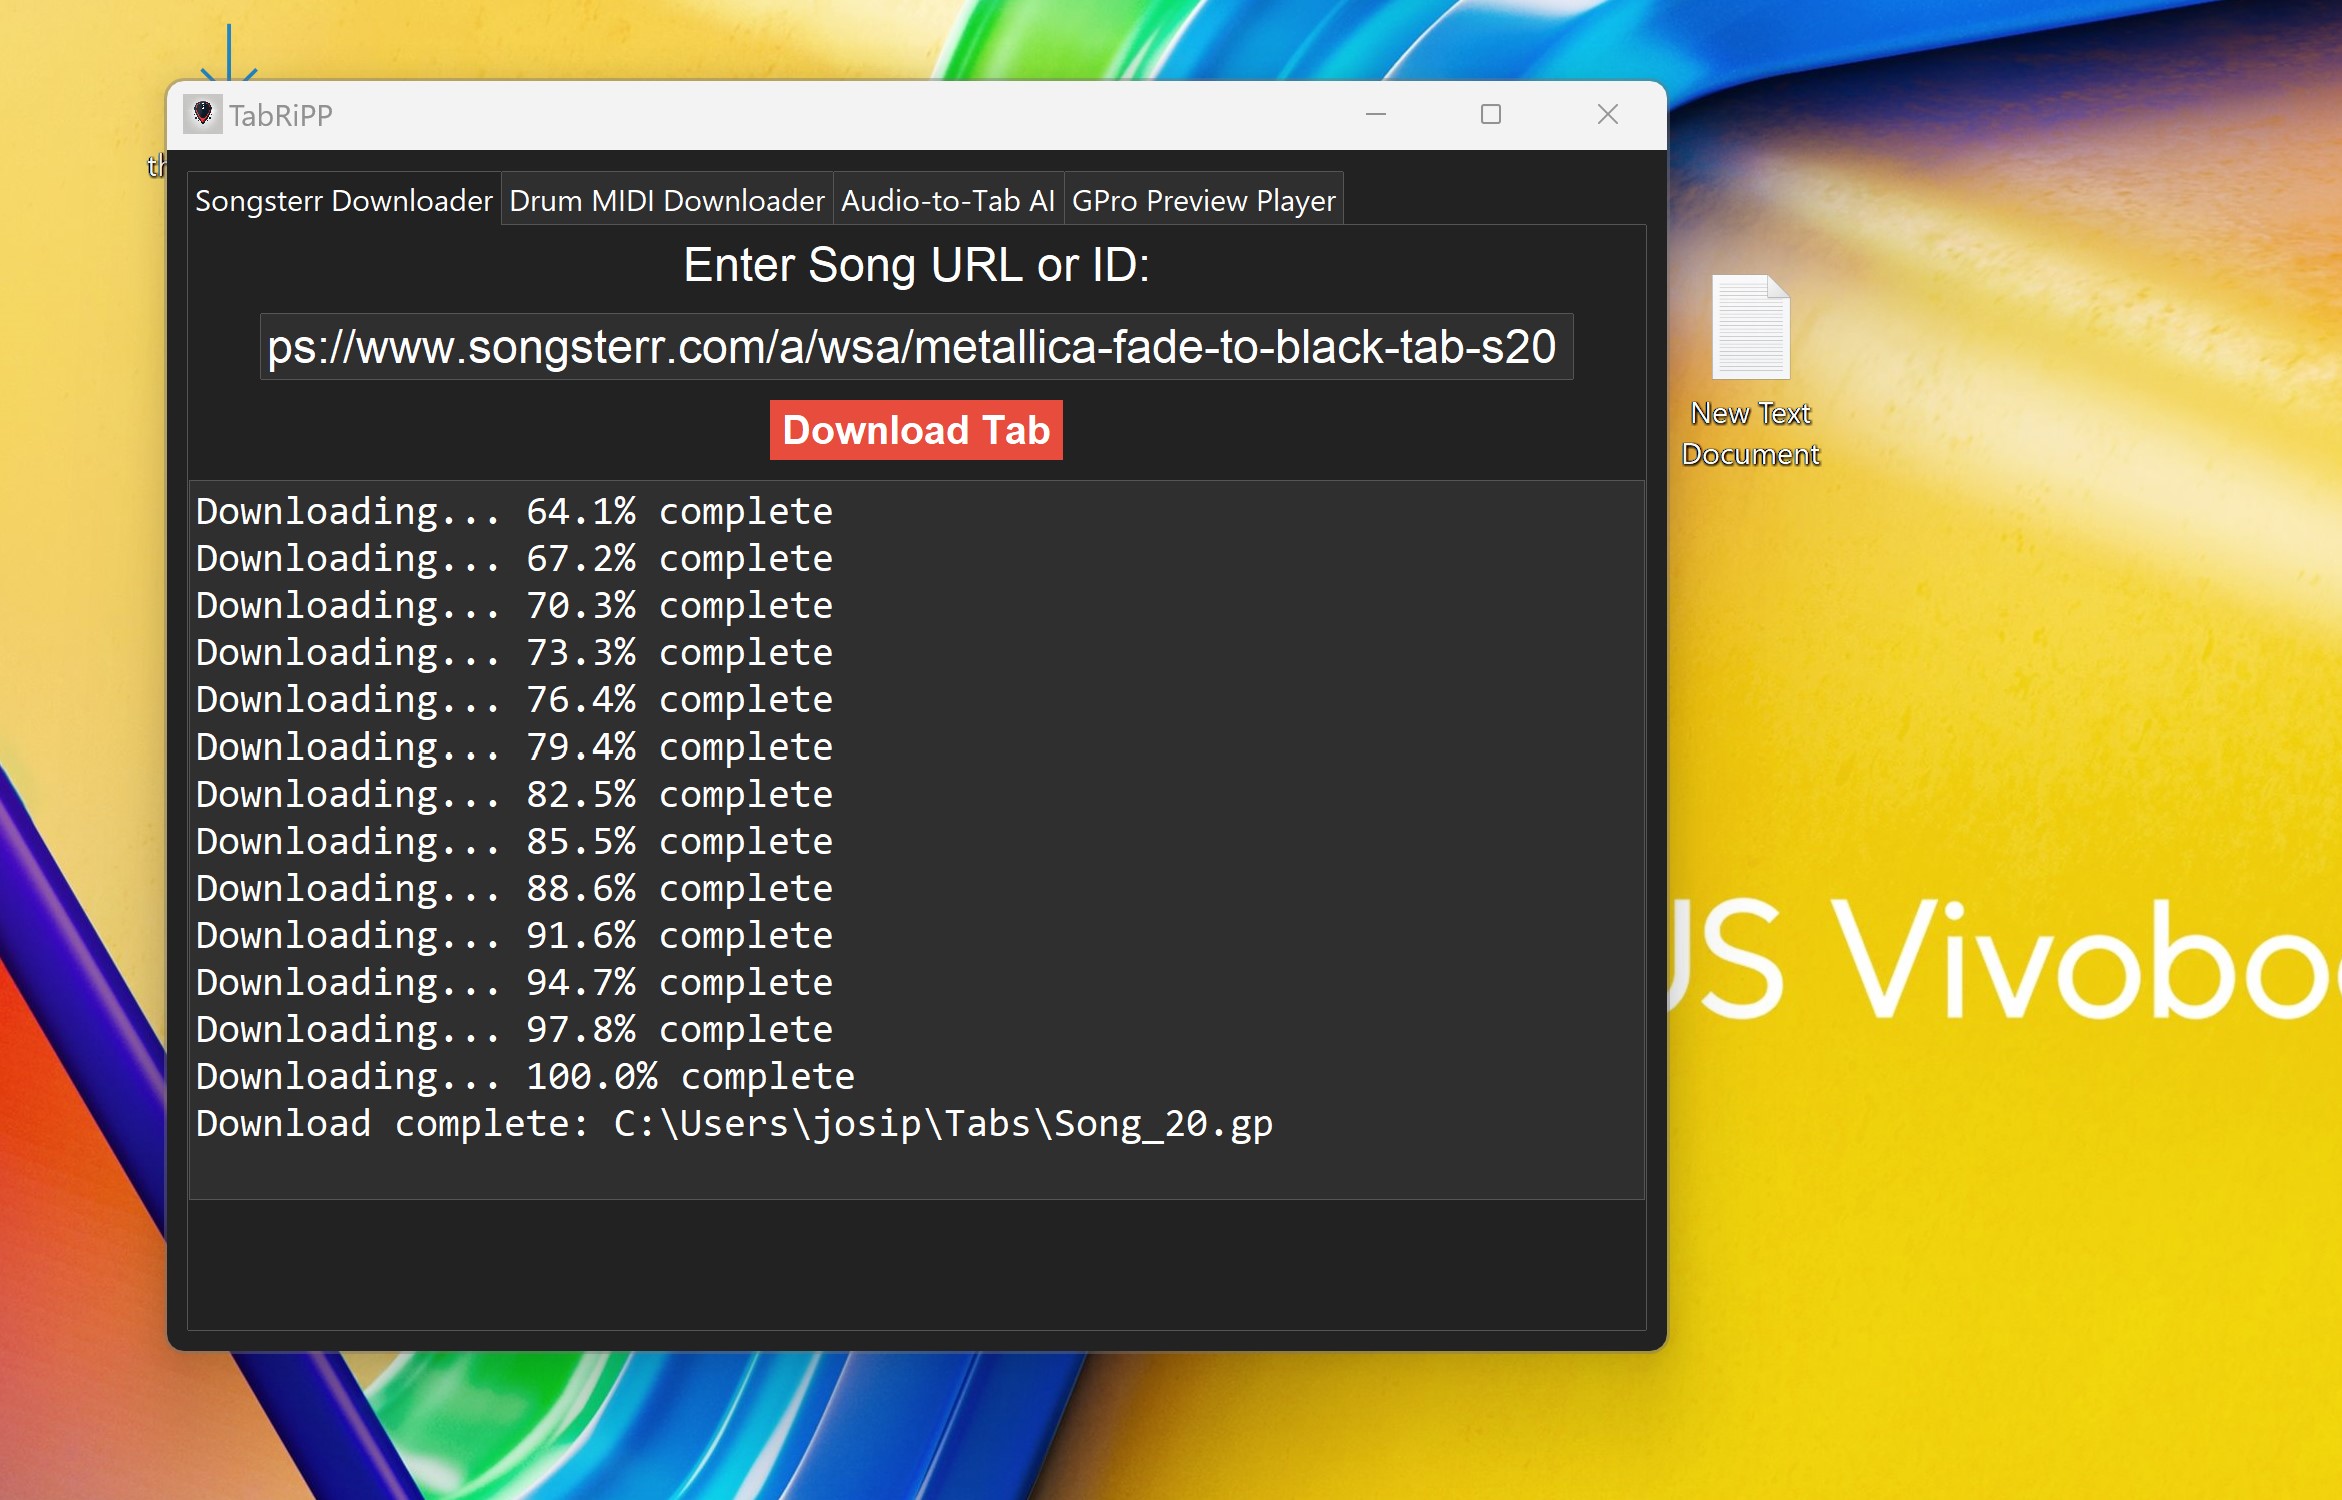 TabRiPP
Songsterr Downloader
Drum MIDI Downloader
Audio-to-Tab AI
GPro Preview Player
Enter Song URL or ID:
ps://www.songsterr.com/a/wsa/metallica-fade-to-black-tab-s20
Download Tab
New Text
Document
Downloading... 64.1% complete
Downloading... 67.2% complete
Downloading... 70.3% complete
Downloading... 73.3% complete
Downloading... 76.4% complete
Downloading... 79.4% complete
Downloading... 82.5% complete
Downloading... 85.5% complete
Downloading... 88.6% complete
Downloading... 91.6% complete
Downloading... 94.7% complete
Downloading... 97.8% complete
Downloading... 100.0% complete
Download complete: C:\Users\josip\Tabs\Song_20.gp
US Vivoboo